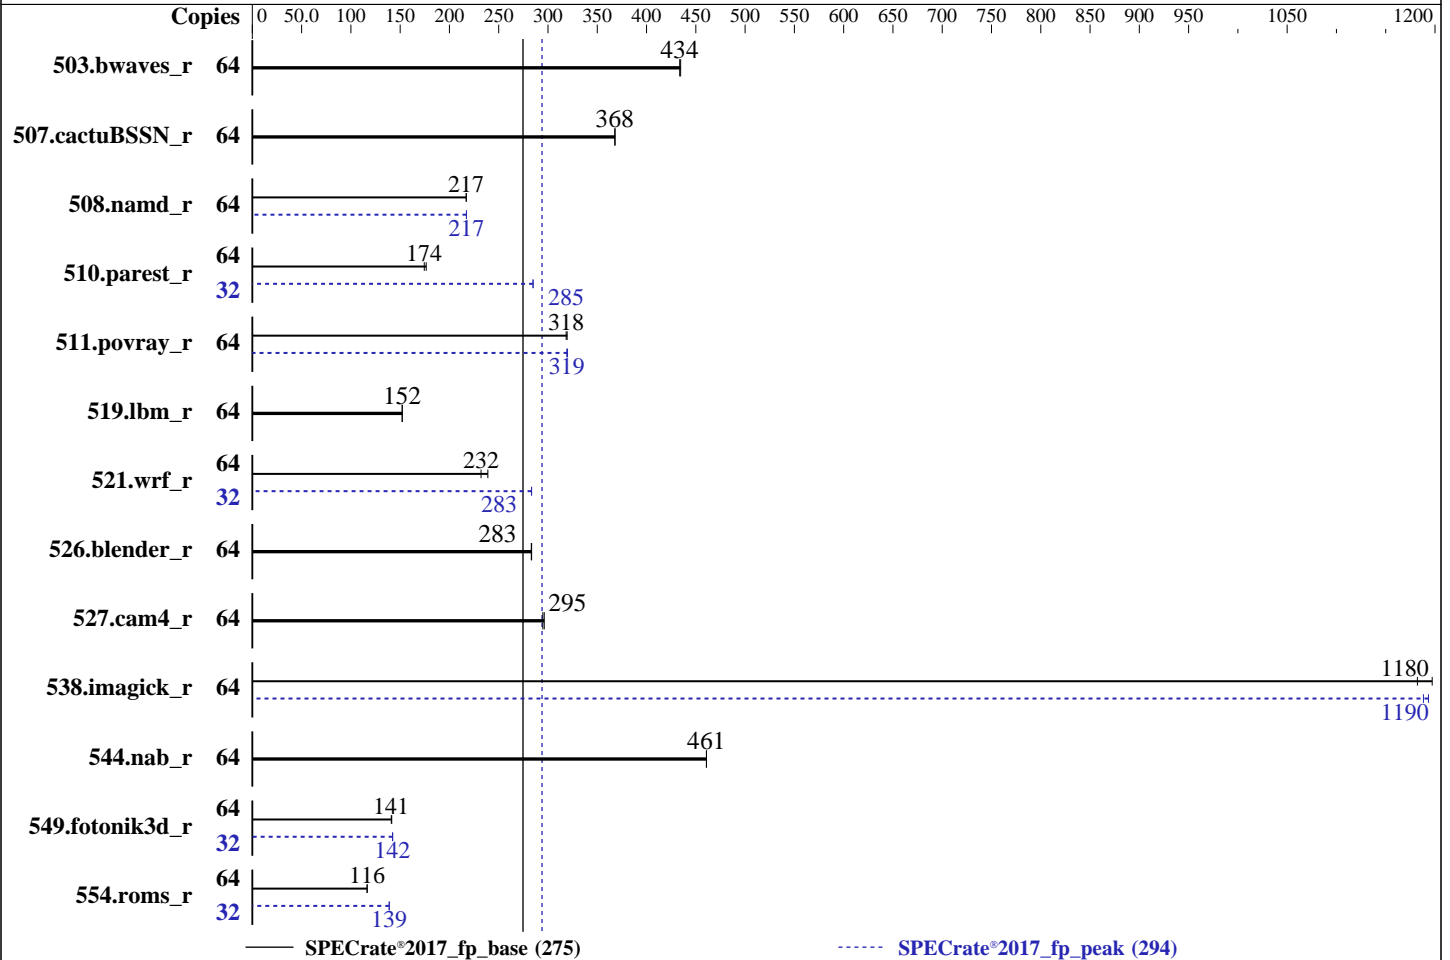 Copies 0 50.0 100 150 200 250 300 350 400 450 500 550 600 650 700 750 800 850 900 950 1050 1200
434
503.bwaves_r 64
368
507.cactuBSSN_r 64
217
508.namd_r 64
217
64 174
510.parest_r
32 285
318
511.povray_r 64
319
152
519.lbm_r 64
64 232
521.wrf_r
32 283
283
526.blender_r 64
295
527.cam4_r 64
1180
538.imagick_r 64
1190
461
544.nab_r 64
64 141
549.fotonik3d_r
32 142
64 116
554.roms_r
32 139
SPECrate®2017_fp_base (275) SPECrate®2017_fp_peak (294)